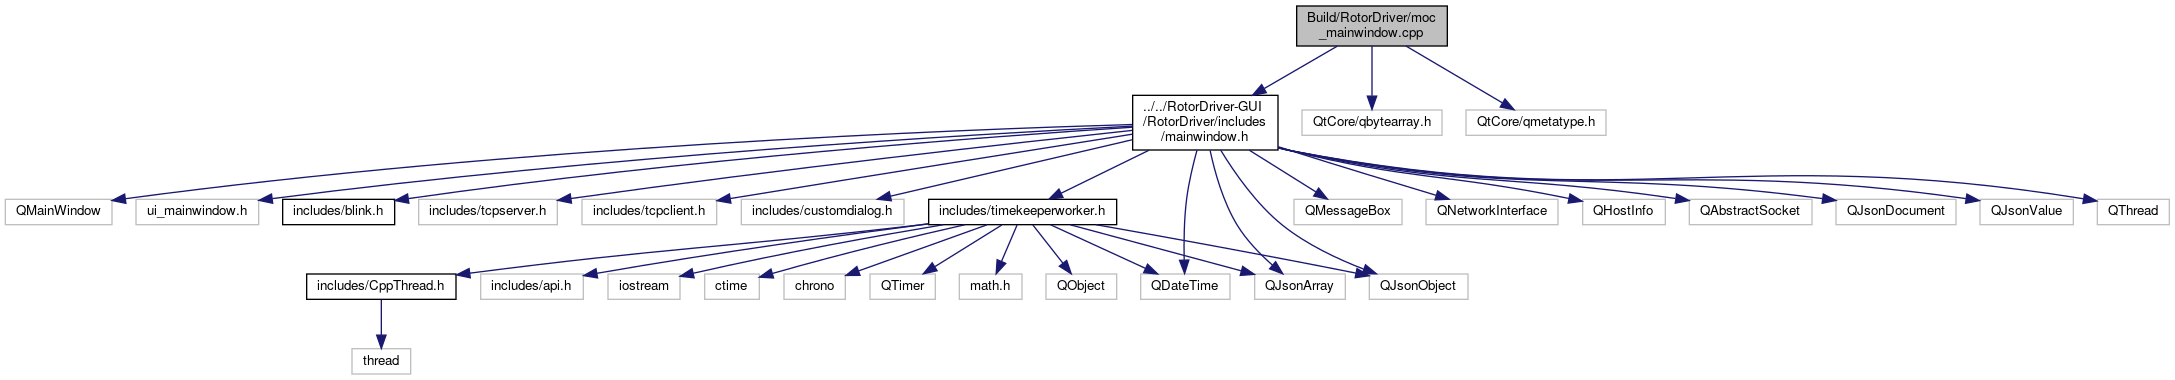 Build/RotorDriver/moc
_mainwindow.cpp
../../RotorDriver-GUI
/RotorDriver/includes
/mainwindow.h
QtCore/qbytearray.h
QtCore/qmetatype.h
QMainWindow
ui_mainwindow.h
includes/blink.h
includes/tcpserver.h
includes/tcpclient.h
includes/customdialog.h
includes/timekeeperworker.h
QMessageBox
QNetworkInterface
QHostInfo
QAbstractSocket
QJsonDocument
QJsonValue
QThread
includes/CppThread.h
includes/api.h
iostream
ctime
chrono
QTimer
math.h
QObject
QDateTime
QJsonArray
QJsonObject
thread